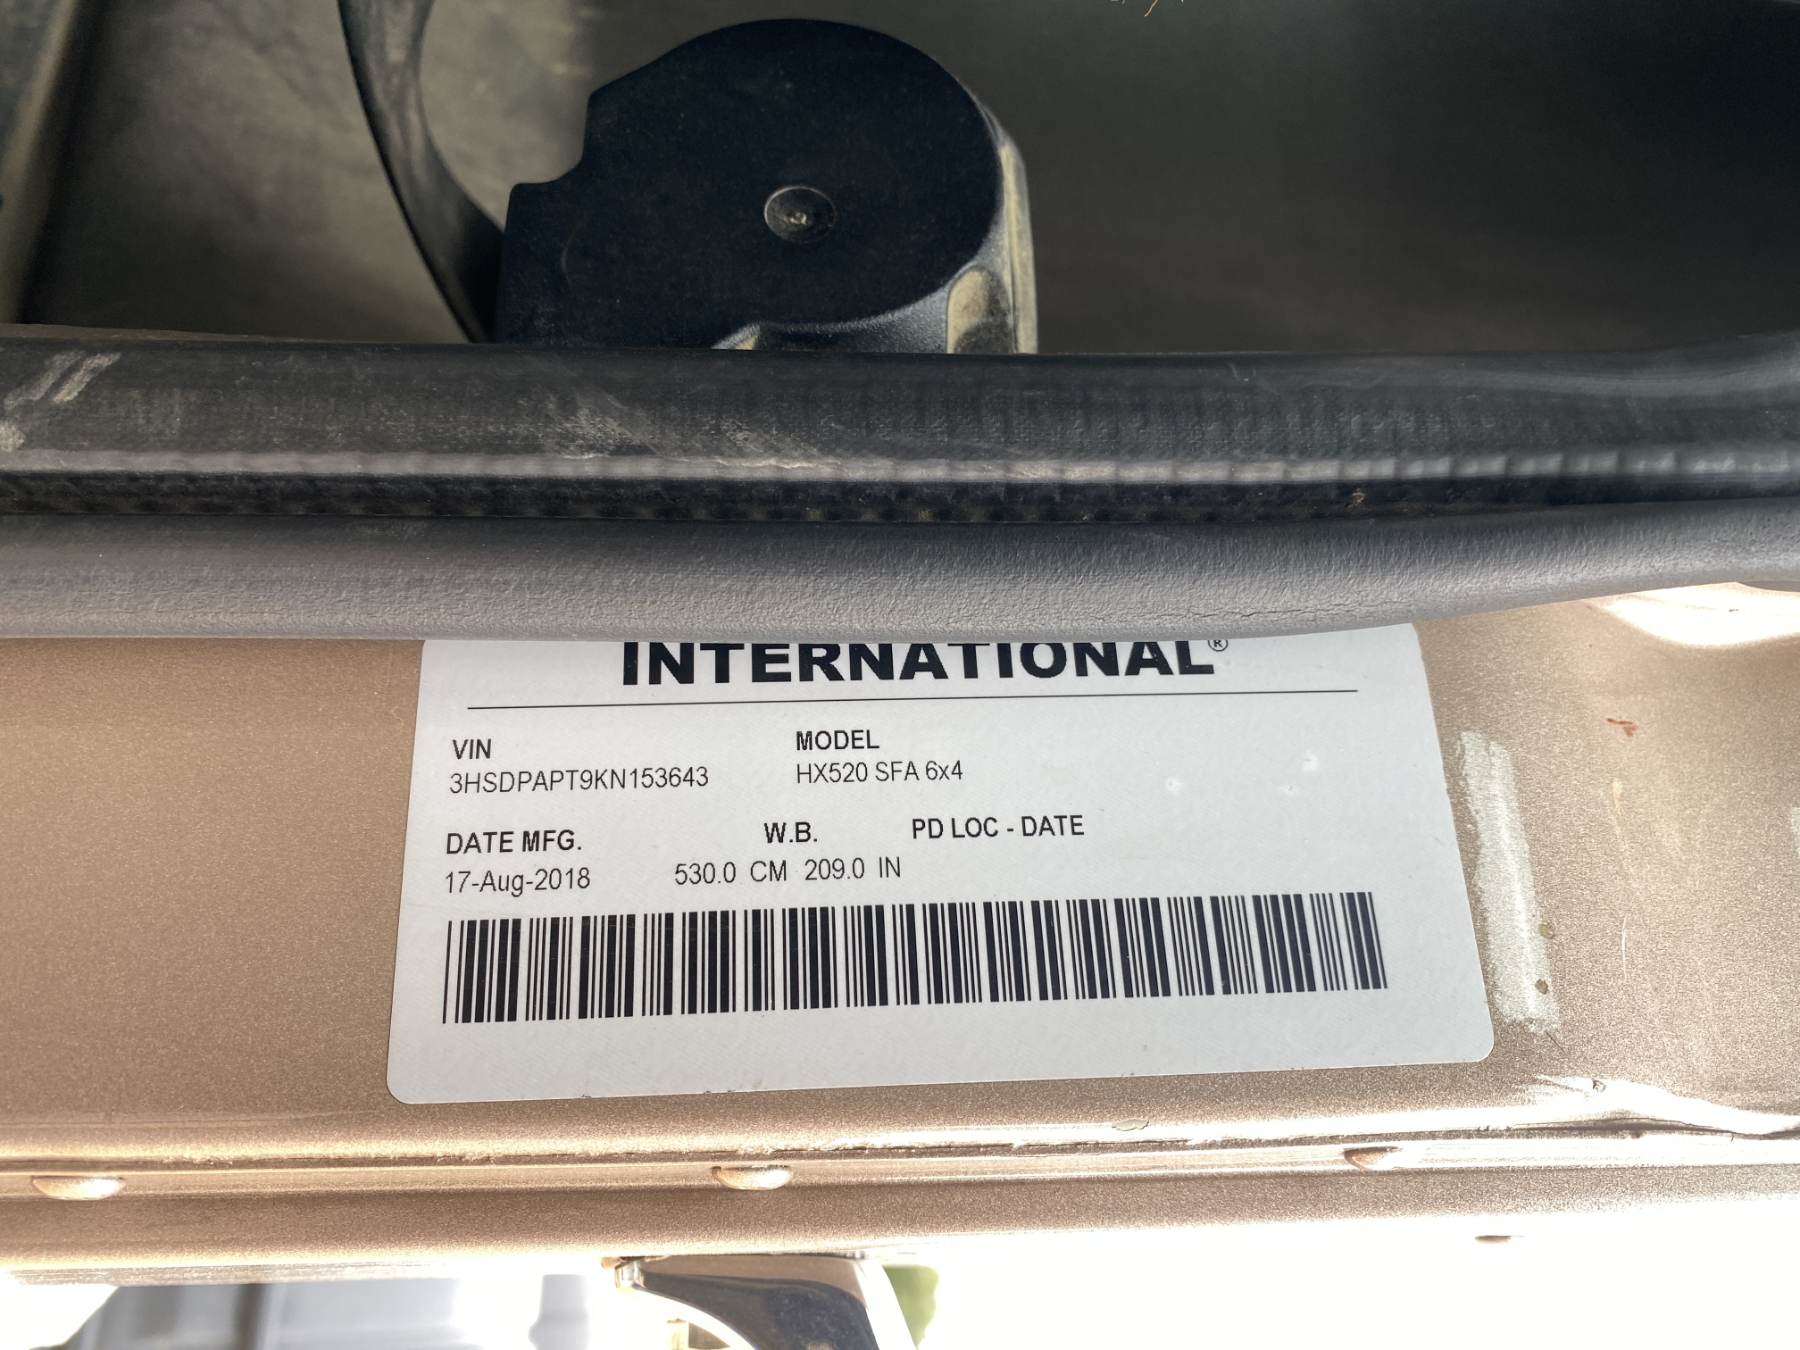 INTERNATIONAL®
VIN MODEL
3HSDPAPT9KN153643 HX520 SFA 6x4
DATE MFG. W.B. PD LOC - DATE
17-Aug-2018 530.0 CM 209.0 IN